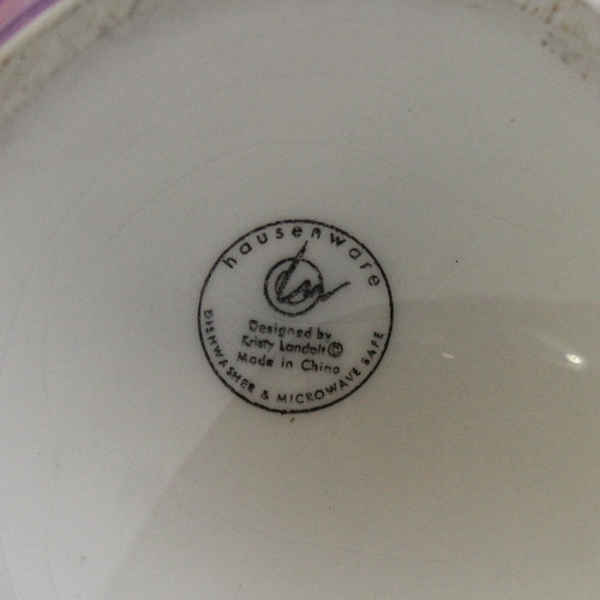 hausenware
Designed by
Kristy Landolt ©
Made in China
DISHWASHER & MICROWAVE SAFE